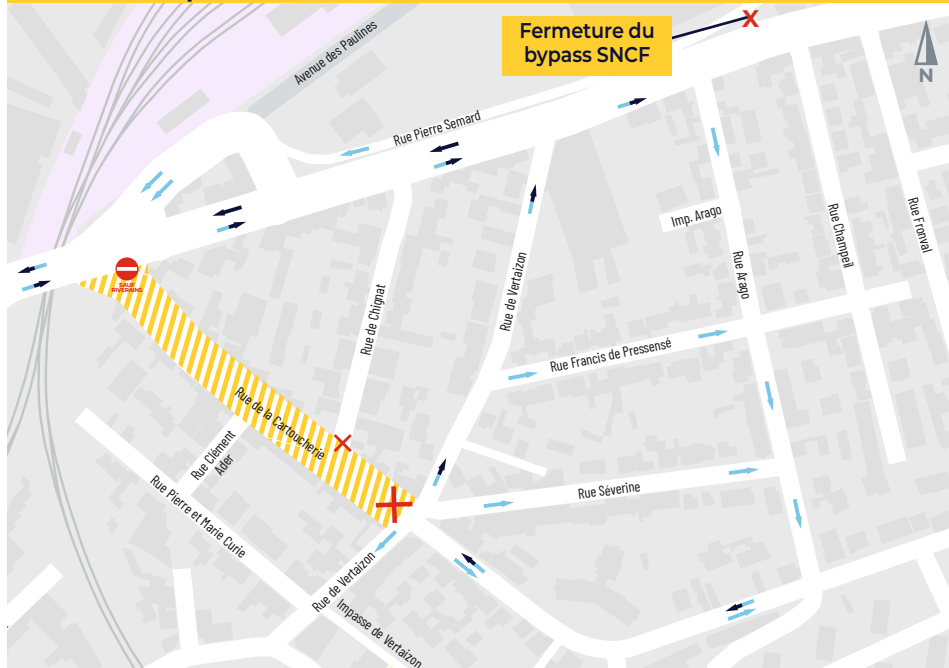 Avenue des Paulines
Fermeture du
bypass SNCF
N
Rue Pierre Semard
Imp. Arago
Rue Champeil
Rue Fronval
Rue Arago
Rue de Vertaizon
Rue de Chignat
SAUF
RIVERAINS
Rue Francis de Pressensé
Rue de la Cartoucherie
Rue Clément
Ader
Rue Séverine
Rue Pierre et Marie Curie
Rue de Vertaizon
Impasse de Vertaizon